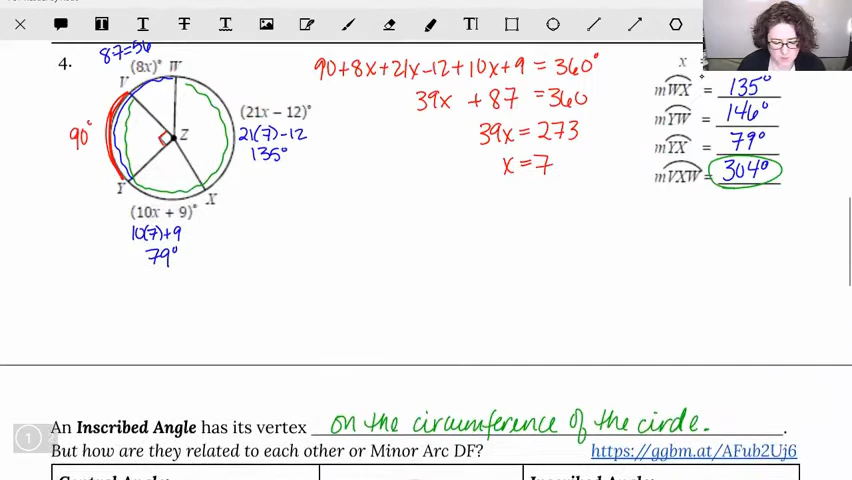 87=56
4.
(8x)° W
V
90°
Z
Y
X
(21x – 12)°
21(7)-12
135°
(10x + 9)°
10(7)+9
79°
90+8x+21x-12+10x+9 = 360°
39x + 87 = 360
39x = 273
x = 7
x =
mWX = 135°
mYW = 146°
mYX = 79°
mVXW = 304°
An Inscribed Angle has its vertex on the circumference of the circle.
1
But how are they related to each other or Minor Arc DF? https://ggbm.at/AFub2Uj6